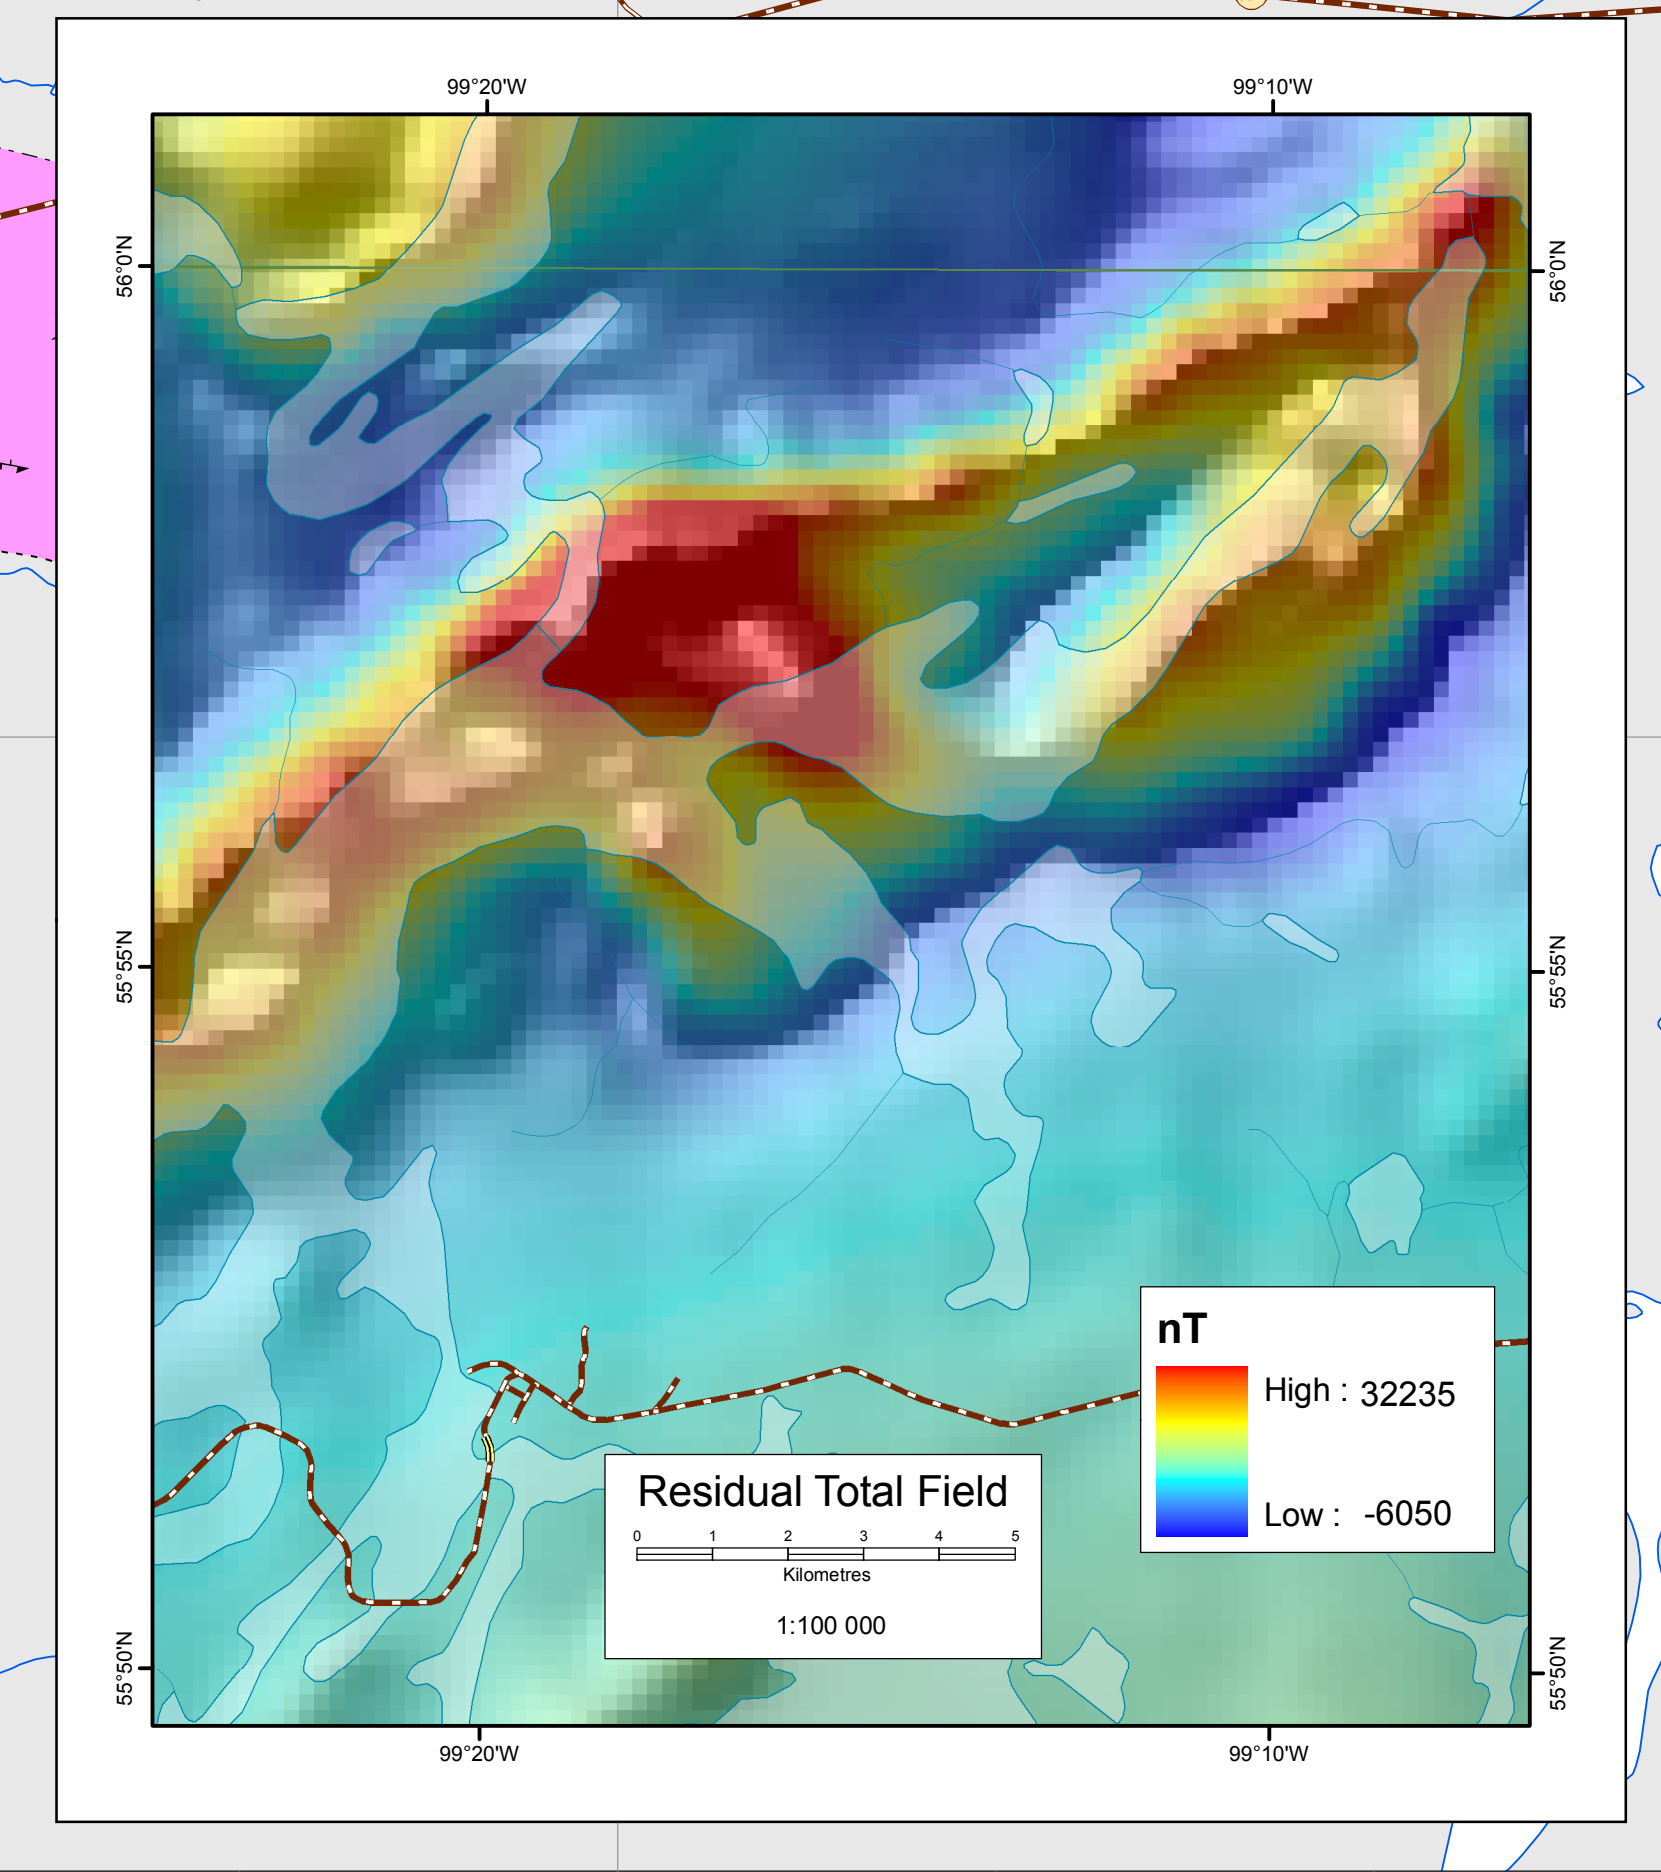 99°20'W 99°10'W
56°0'N 56°0'N
55°55'N 55°55'N
nT
High : 32235
Low : -6050
Residual Total Field
0 1 2 3 4 5
Kilometres
1:100 000
55°50'N 55°50'N
99°20'W 99°10'W